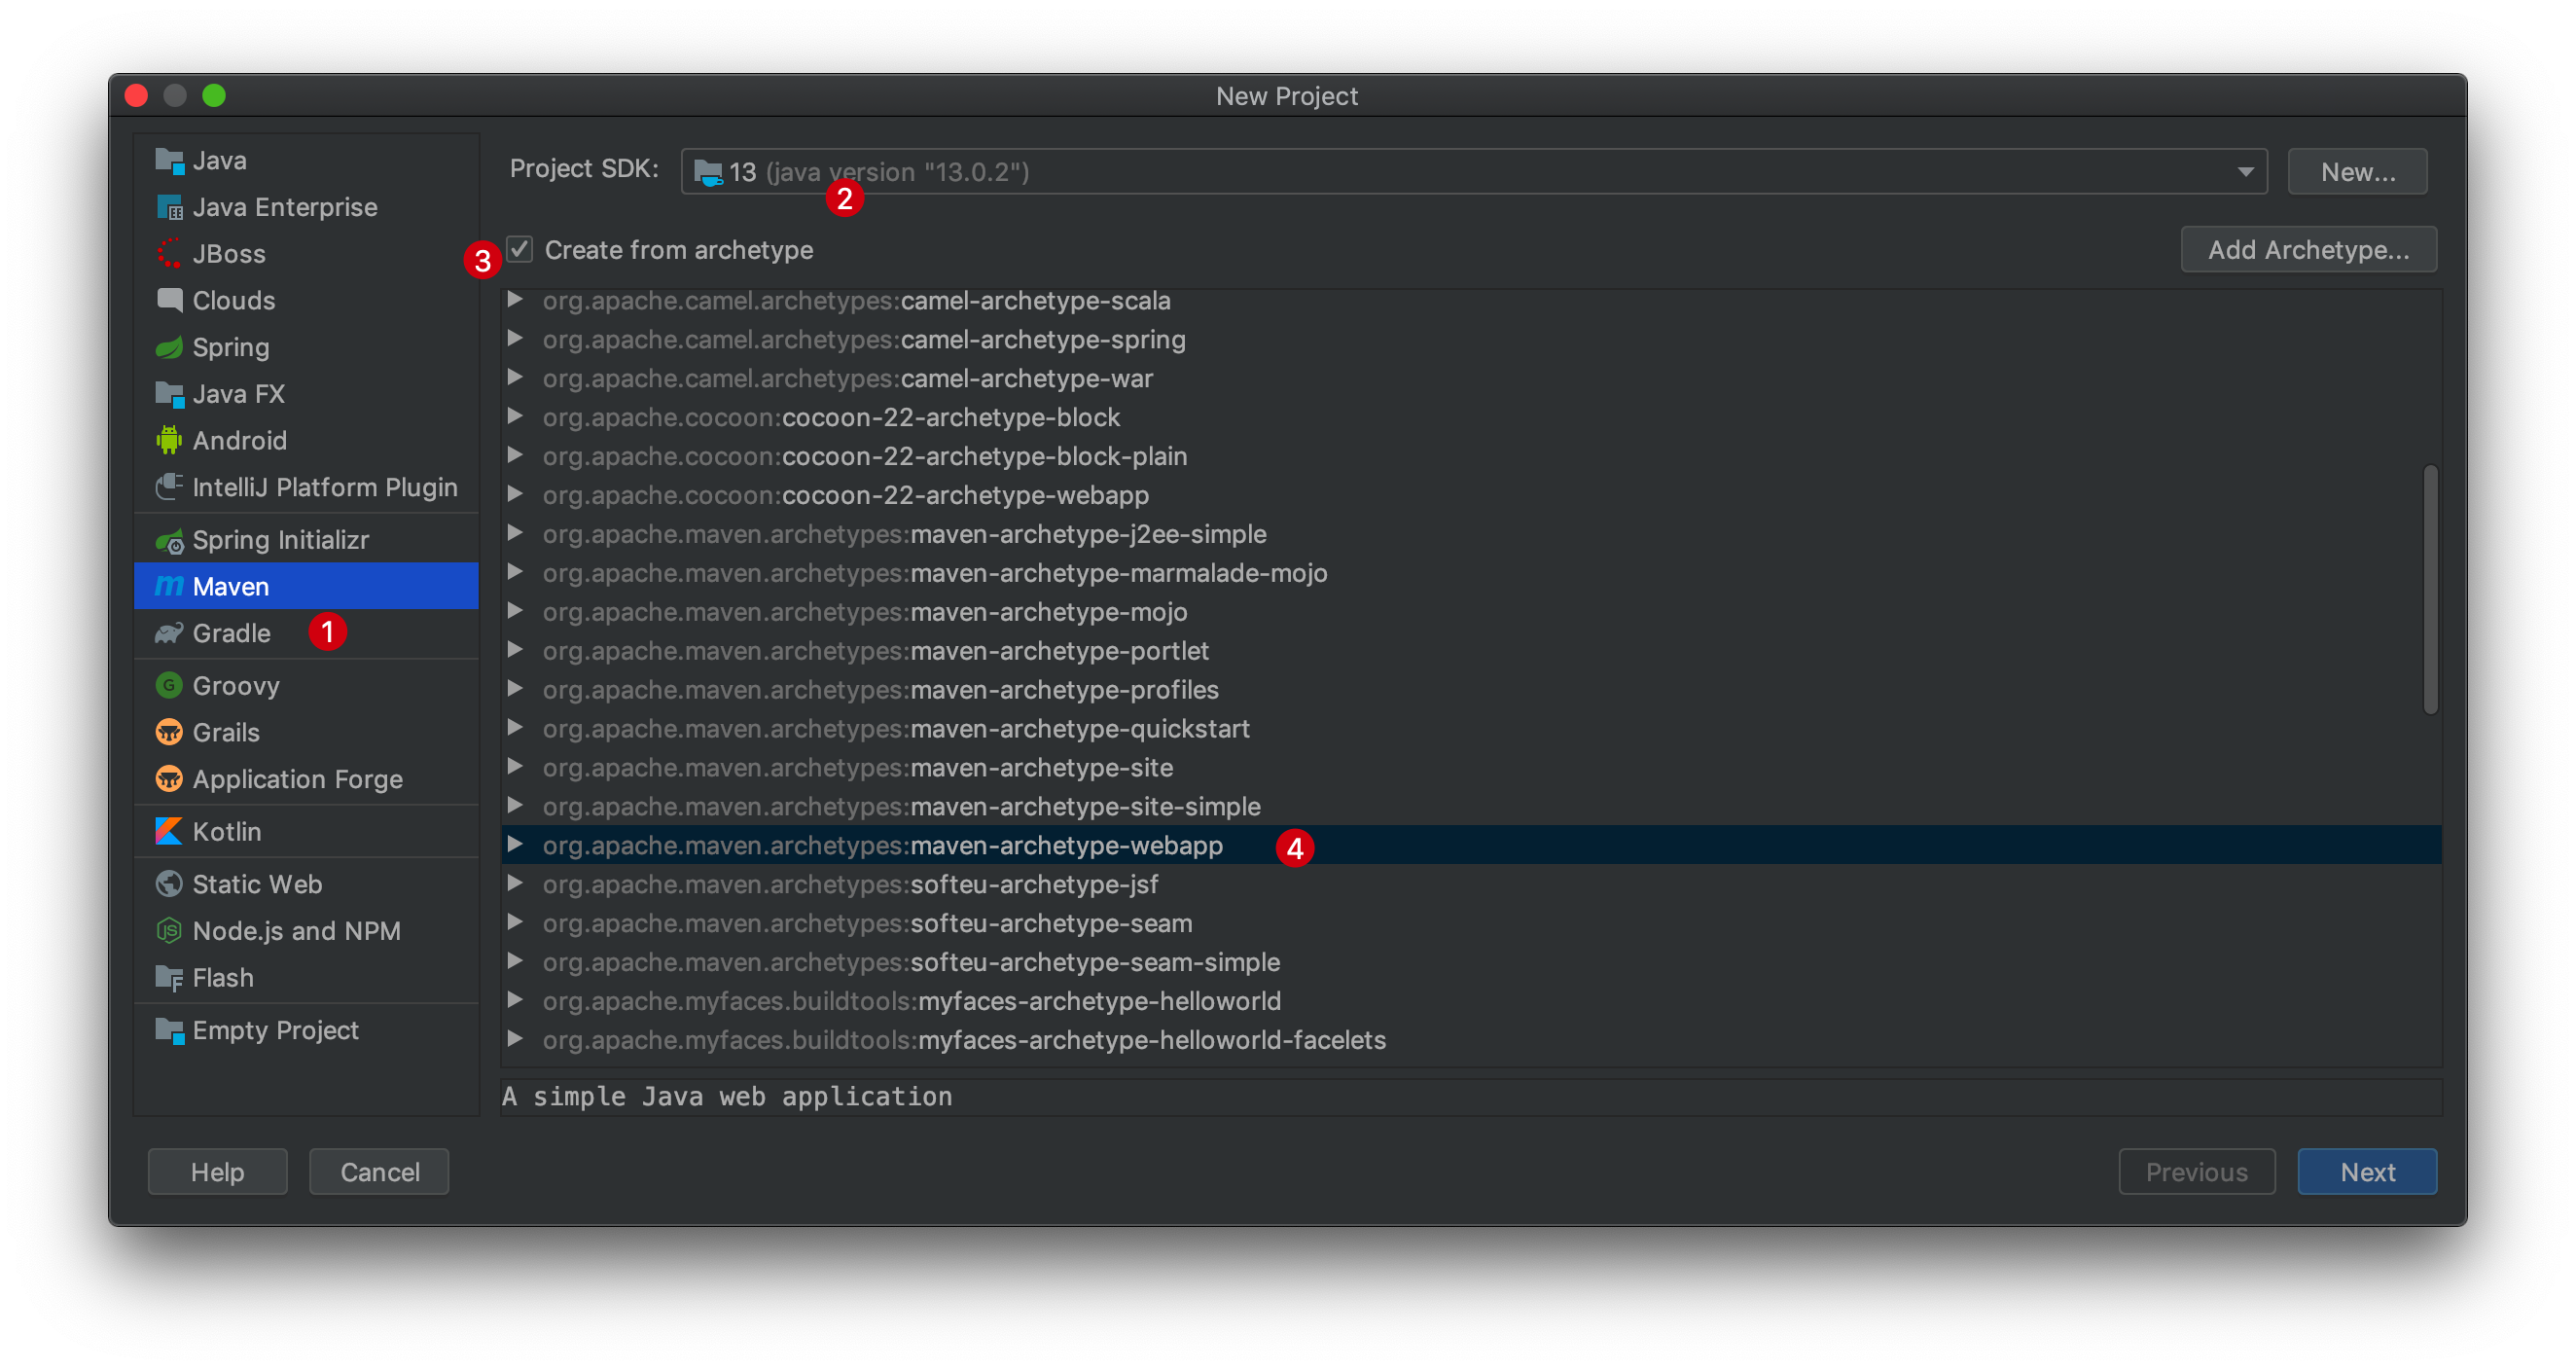 New Project
Java
Java Enterprise
JBoss
Clouds
Spring
Java FX
Android
IntelliJ Platform Plugin
Spring Initializr
Maven
Gradle
1
Groovy
Grails
Application Forge
Kotlin
Static Web
Node.js and NPM
Flash
Empty Project
Project SDK:
13 (java version "13.0.2")
New...
2
3
Create from archetype
Add Archetype...
org.apache.camel.archetypes:camel-archetype-scala
org.apache.camel.archetypes:camel-archetype-spring
org.apache.camel.archetypes:camel-archetype-war
org.apache.cocoon:cocoon-22-archetype-block
org.apache.cocoon:cocoon-22-archetype-block-plain
org.apache.cocoon:cocoon-22-archetype-webapp
org.apache.maven.archetypes:maven-archetype-j2ee-simple
org.apache.maven.archetypes:maven-archetype-marmalade-mojo
org.apache.maven.archetypes:maven-archetype-mojo
org.apache.maven.archetypes:maven-archetype-portlet
org.apache.maven.archetypes:maven-archetype-profiles
org.apache.maven.archetypes:maven-archetype-quickstart
org.apache.maven.archetypes:maven-archetype-site
org.apache.maven.archetypes:maven-archetype-site-simple
org.apache.maven.archetypes:maven-archetype-webapp
4
org.apache.maven.archetypes:softeu-archetype-jsf
org.apache.maven.archetypes:softeu-archetype-seam
org.apache.maven.archetypes:softeu-archetype-seam-simple
org.apache.myfaces.buildtools:myfaces-archetype-helloworld
org.apache.myfaces.buildtools:myfaces-archetype-helloworld-facelets
A simple Java web application
Help
Cancel
Previous
Next